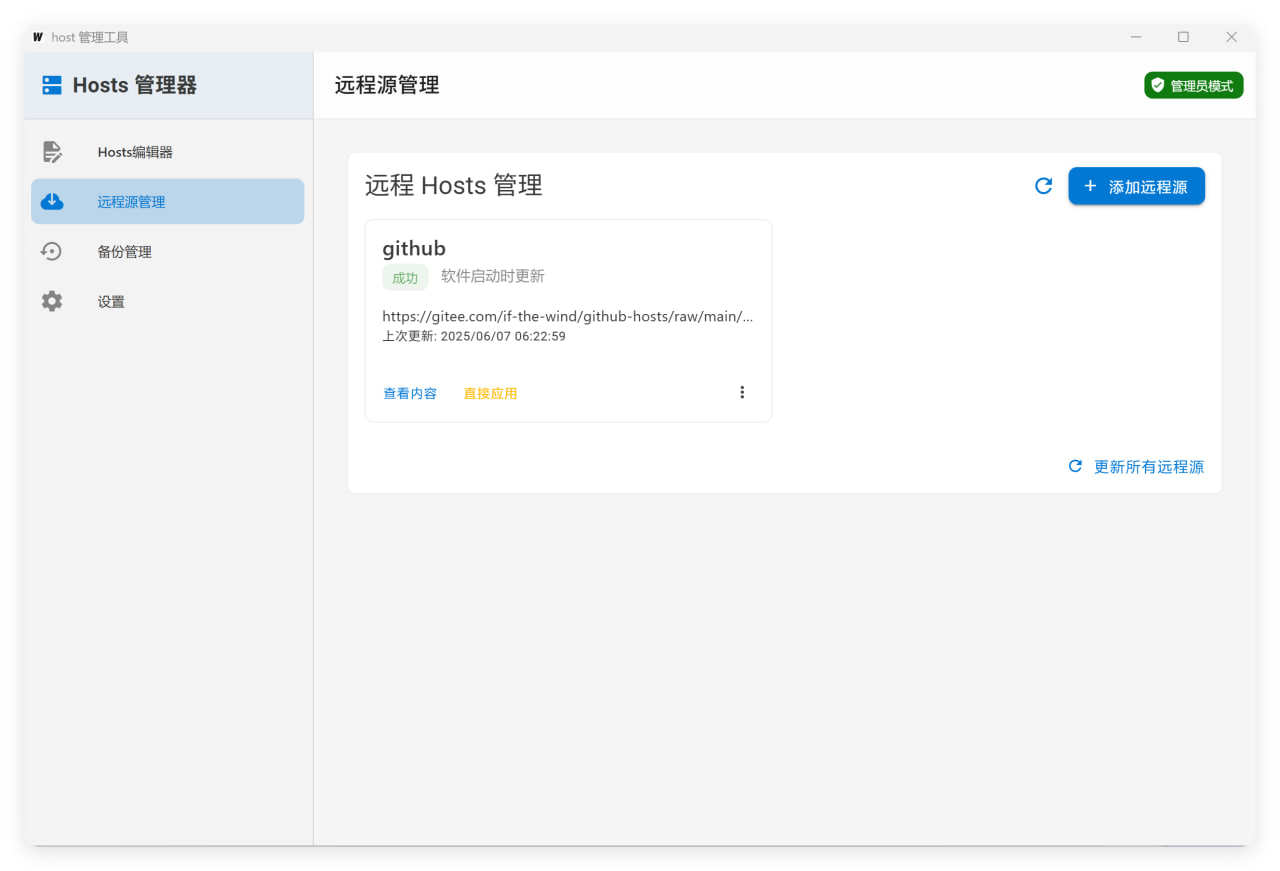 W host 管理工具
Hosts 管理器
远程源管理
管理员模式
Hosts编辑器
远程源管理
备份管理
设置
远程 Hosts 管理
+ 添加远程源
github
成功 软件启动时更新
https://gitee.com/if-the-wind/github-hosts/raw/main/...
上次更新: 2025/06/07 06:22:59
查看内容 直接应用
更新所有远程源